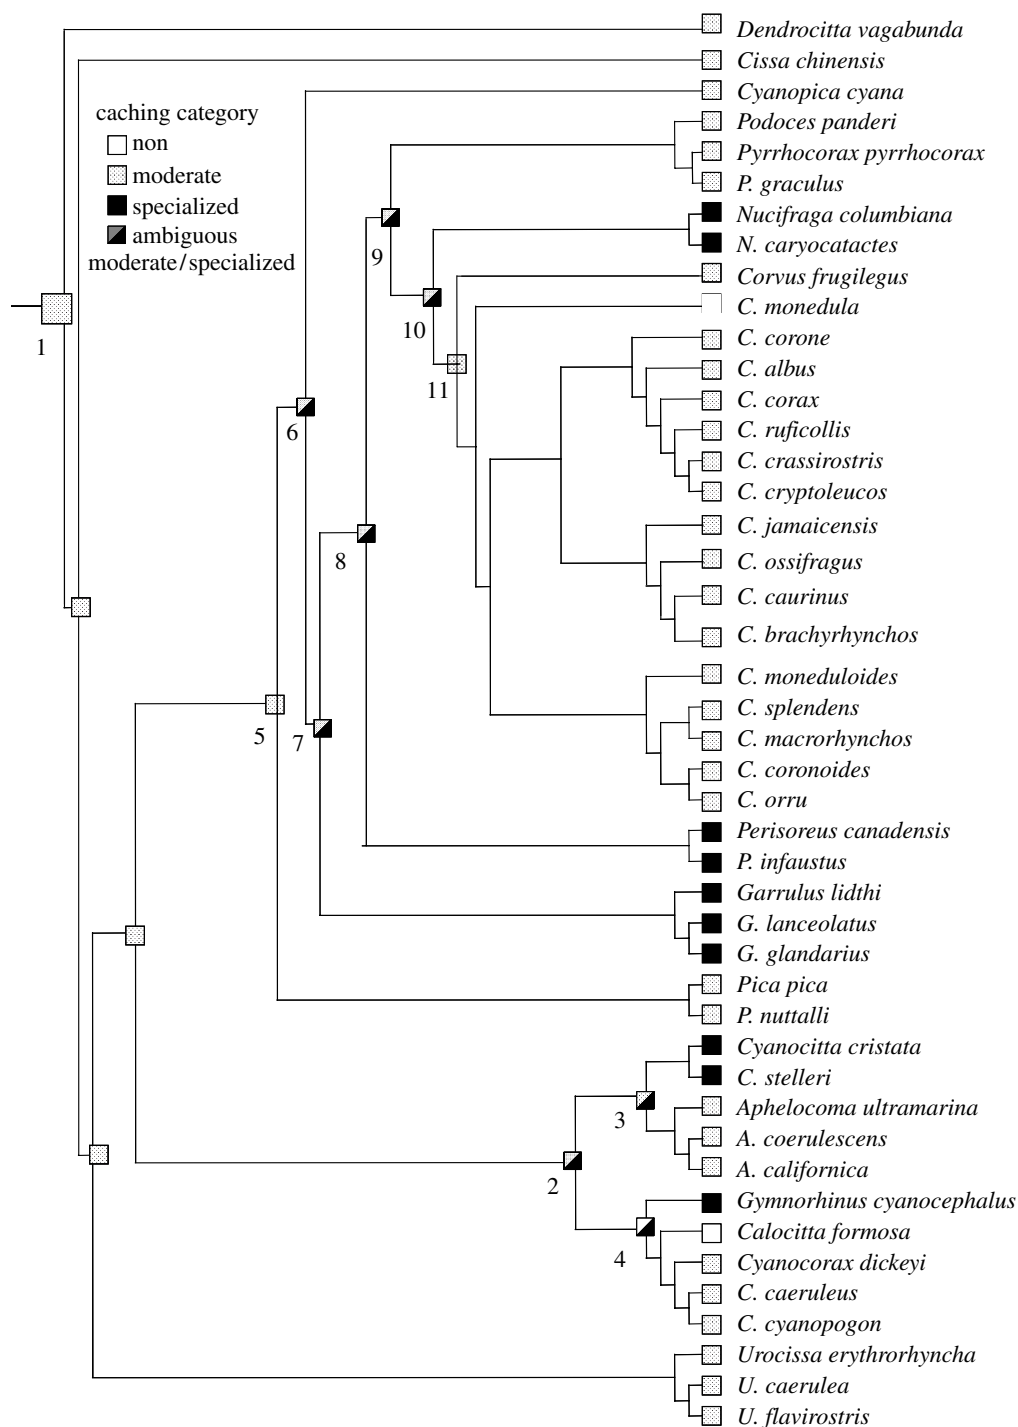 Dendrocitta vagabunda
Cissa chinensis
Cyanopica cyana
caching category
non
moderate
specialized
ambiguous
moderate/specialized
Podoces panderi
Pyrrhocorax pyrrhocorax
P. graculus
Nucifraga columbiana
N. caryocatactes
9
Corvus frugilegus
C. monedula
10
1
C. corone
C. albus
11
C. corax
6
C. ruficollis
C. crassirostris
C. cryptoleucos
C. jamaicensis
8
C. ossifragus
C. caurinus
C. brachyrhynchos
C. moneduloides
C. splendens
5
7
C. macrorhynchos
C. coronoides
C. orru
Perisoreus canadensis
P. infaustus
Garrulus lidthi
G. lanceolatus
G. glandarius
Pica pica
P. nuttalli
Cyanocitta cristata
C. stelleri
Aphelocoma ultramarina
3
A. coerulescens
A. californica
2
Gymnorhinus cyanocephalus
Calocitta formosa
4
Cyanocorax dickeyi
C. caeruleus
C. cyanopogon
Urocissa erythrorhyncha
U. caerulea
U. flavirostris